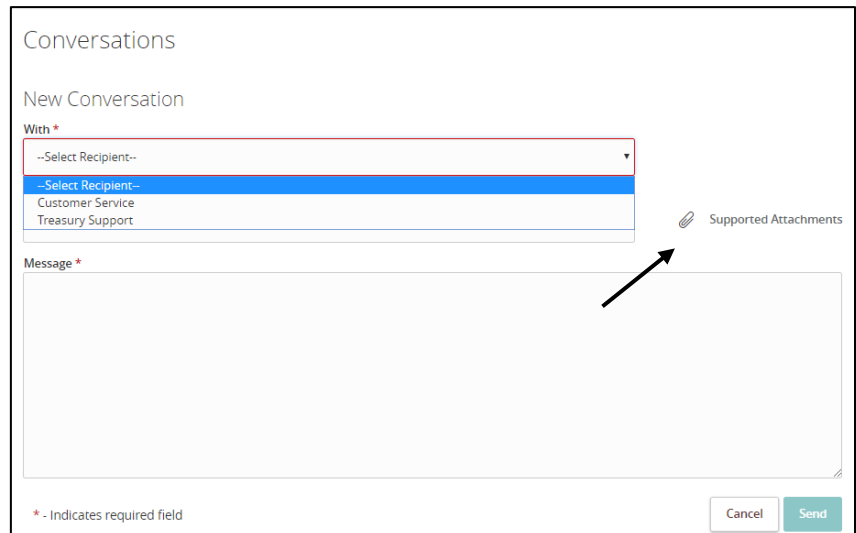 Conversations
New Conversation
With *
--Select Recipient--
--Select Recipient--
Customer Service
Treasury Support
Supported Attachments
Message *
* - Indicates required field
Cancel
Send